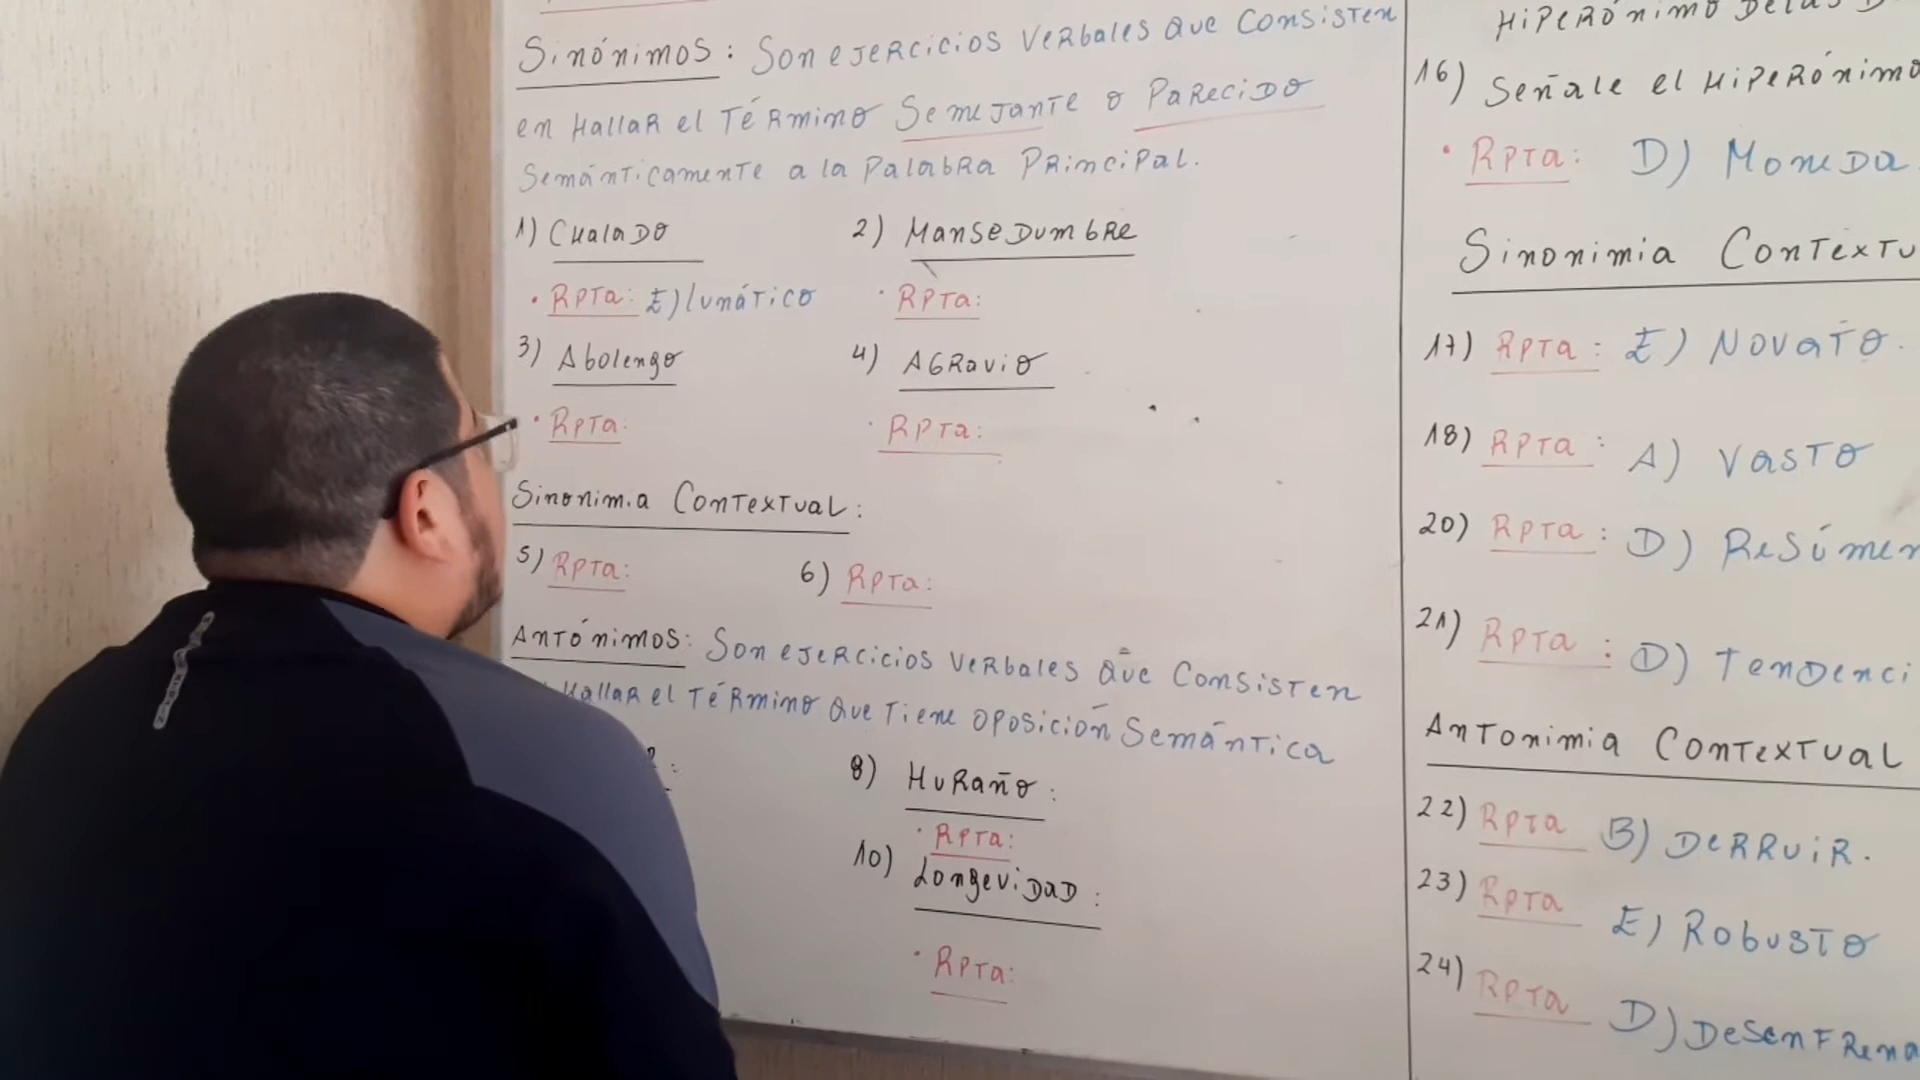 Sinónimos: Son ejercicios verbales que consisten
en hallar el término semejante o parecido
semánticamente a la palabra principal.
1) Chalado
• Rpta: E) lunático
2) Mansedumbre
• Rpta:
3) Abolengo
• Rpta:
4) Agravio
• Rpta:
Sinonimia Contextual:
5) Rpta:
6) Rpta:
Antónimos: Son ejercicios verbales que consisten
hallar el término que tiene oposición semántica
8) Huraño:
• Rpta:
10) Longevidad:
• Rpta:
Hiperónimo de las
16) Señale el hiperónimo
• Rpta: D) Moneda
Sinonimia Contextu
17) Rpta: E) Novato.
18) Rpta: A) Vasto
20) Rpta: D) Resúmen
21) Rpta: D) Tendenci
Antonimia Contextual
22) Rpta B) Derruir.
23) Rpta E) Robusto
24) Rpta D) Desenfrena